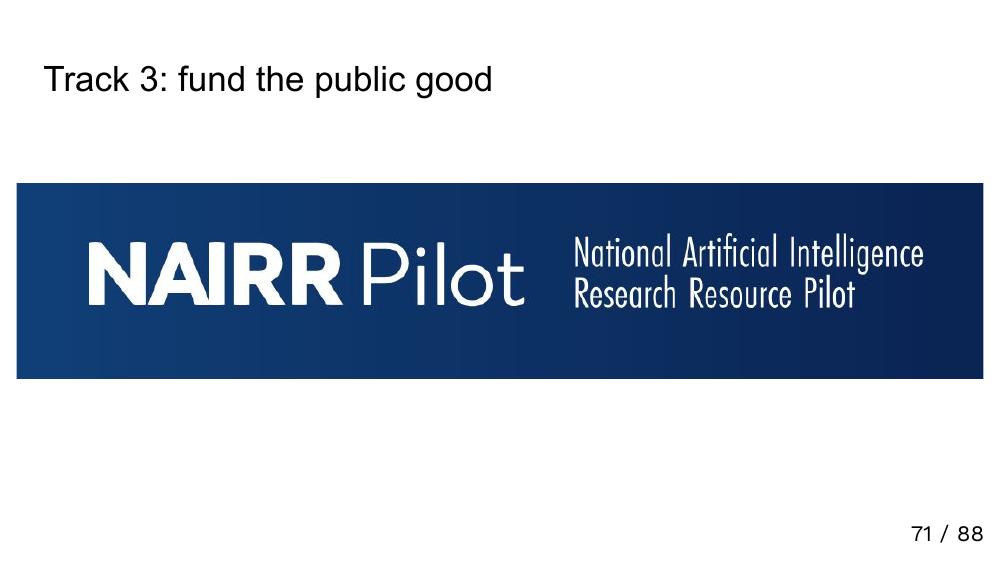 Track 3: fund the public good
NAIRR Pilot
National Artificial Intelligence
Research Resource Pilot
71 / 88